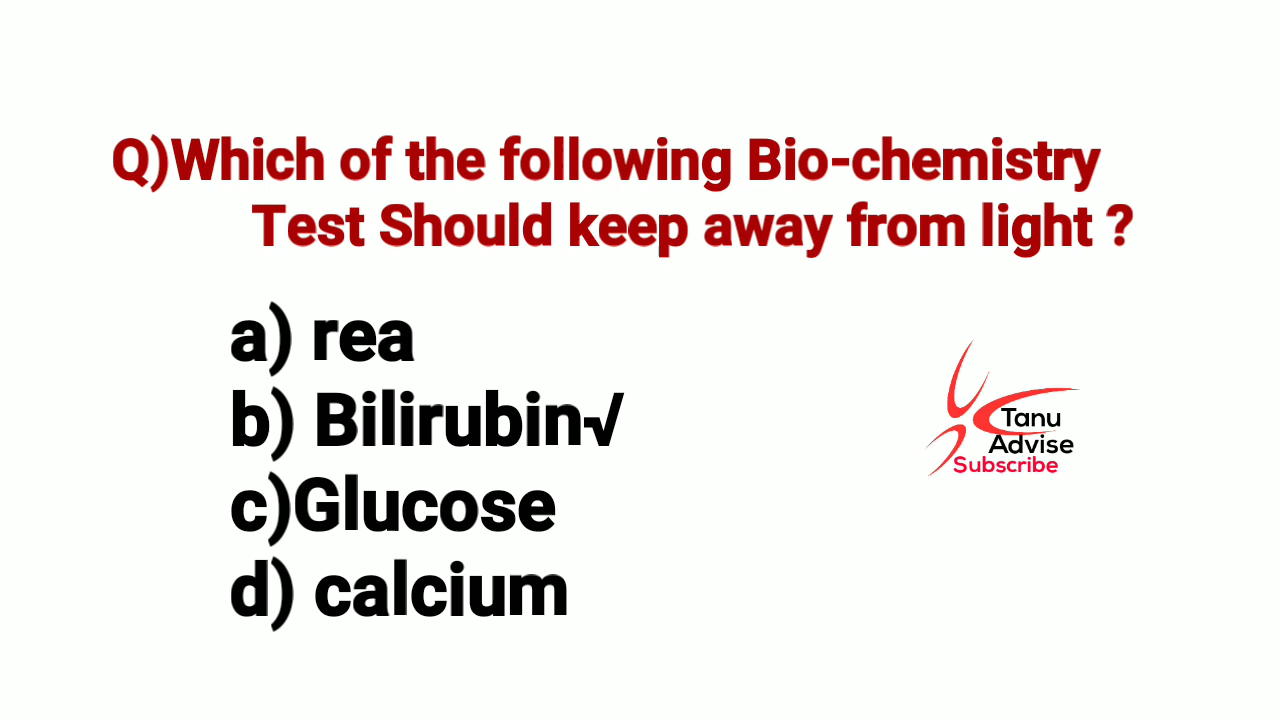 Q)Which of the following Bio-chemistry
Test Should keep away from light ?
a) rea
b) Bilirubin√
c)Glucose
d) calcium
Tanu
Advise
Subscribe